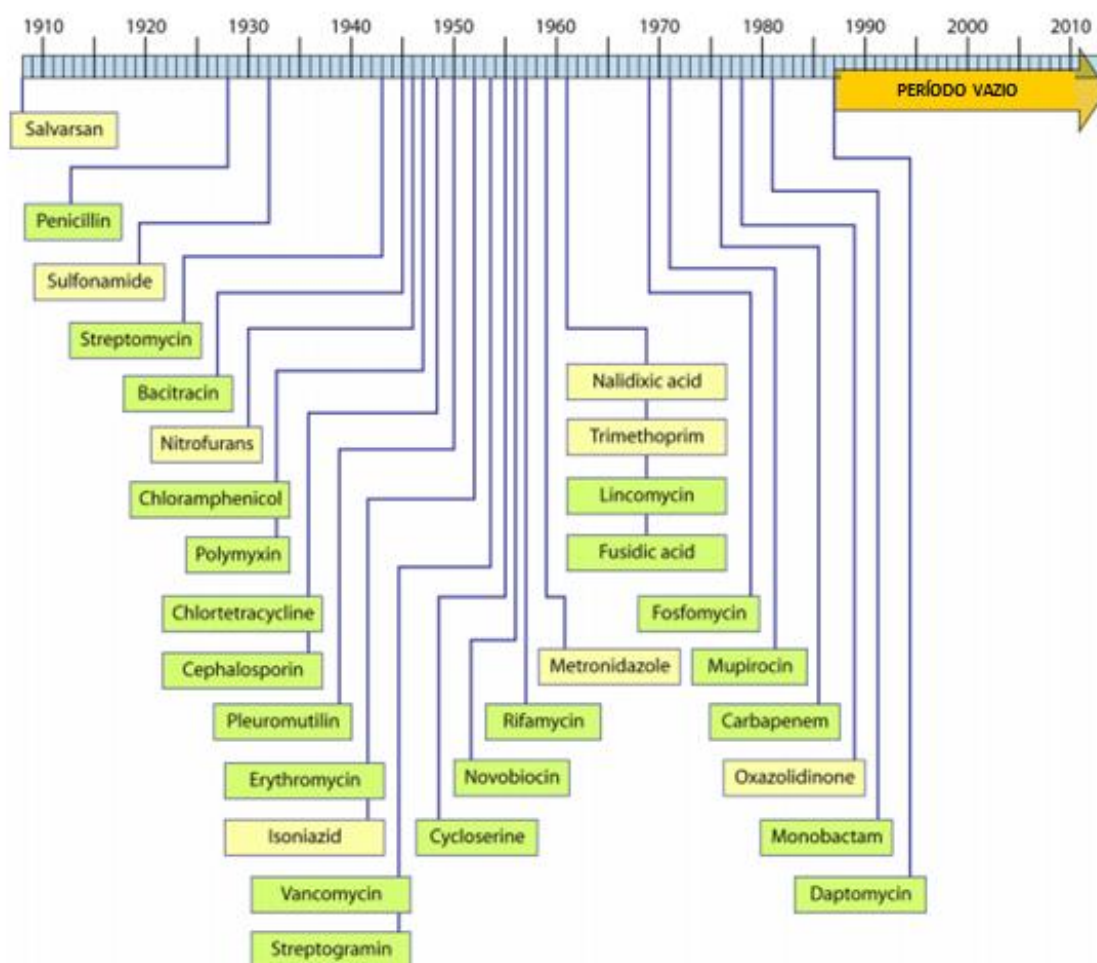 1910 1920 1930 1940 1950 1960 1970 1980 1990 2000 2010
PERÍODO VAZIO
Salvarsan
Penicillin
Sulfonamide
Streptomycin
Bacitracin
Nitrofurans
Chloramphenicol
Polymyxin
Chlortetracycline
Cephalosporin
Pleuromutilin
Erythromycin
Isoniazid
Vancomycin
Streptogramin
Cycloserine
Novobiocin
Rifamycin
Metronidazole
Nalidixic acid
Trimethoprim
Lincomycin
Fusidic acid
Fosfomycin
Mupirocin
Carbapenem
Oxazolidinone
Monobactam
Daptomycin